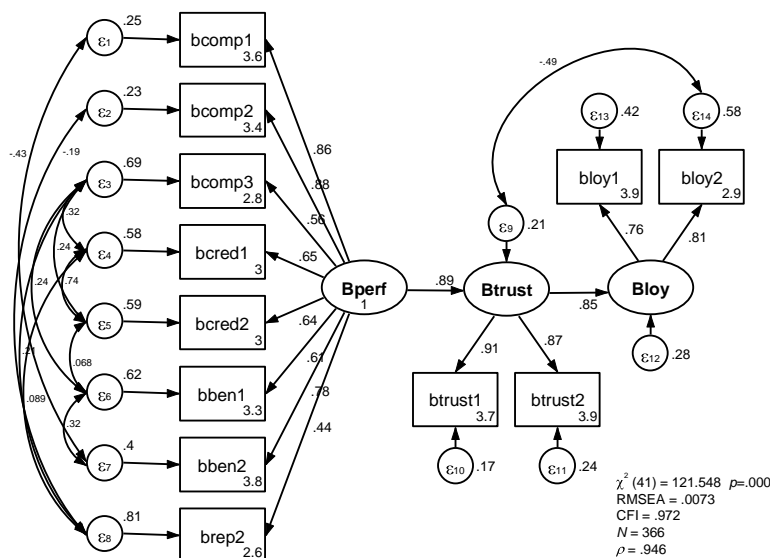 .25
ε1
bcomp1
3.6
.23
ε2
bcomp2
3.4
-.43
-.19
.69
ε3
bcomp3
2.8
.32
.58
ε4
bcred1
3
.24
.74
.24
.59
ε5
bcred2
3
.068
.62
ε6
bben1
3.3
.21
.089
.32
.4
ε7
bben2
3.8
.81
ε8
brep2
2.6
.86
.88
.56
.65
.64
.61
.78
.44
Bperf
1
.89
-.49
ε9
.21
Btrust
.85
ε13
.42
ε14
.58
bloy1
3.9
bloy2
2.9
.76
.81
Bloy
ε12
.28
.91
.87
btrust1
3.7
btrust2
3.9
ε10
.17
ε11
.24
χ² (41) = 121.548 p=.000
RMSEA = .0073
CFI = .972
N = 366
ρ = .946